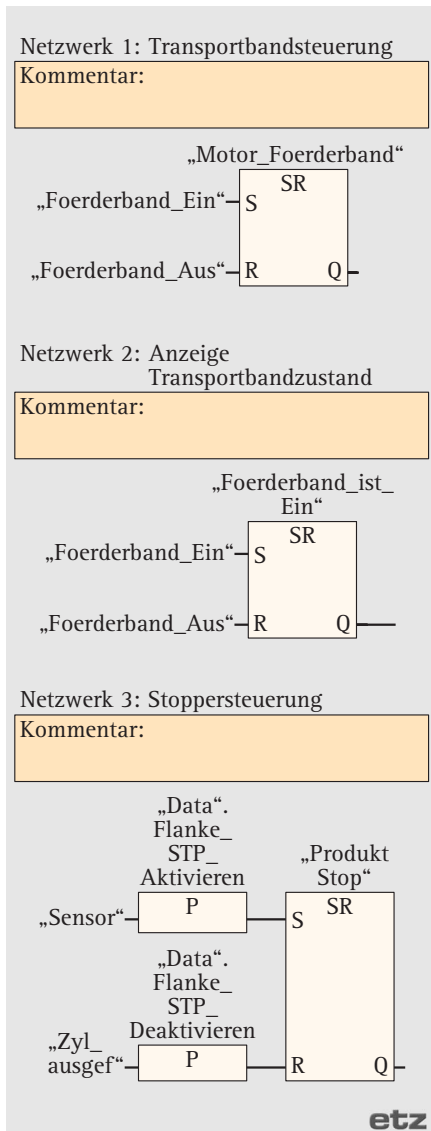 Netzwerk 1: Transportbandsteuerung
Kommentar:
„Motor_Foerderband“
SR
„Foerderband_Ein“
S
„Foerderband_Aus“
R
Q
Netzwerk 2: Anzeige
Transportbandzustand
Kommentar:
„Foerderband_ist_
Ein“
SR
„Foerderband_Ein“
S
„Foerderband_Aus“
R
Q
Netzwerk 3: Stoppersteuerung
Kommentar:
„Data“.
Flanke_
STP_
Aktivieren
„Produkt
Stop“
P
SR
„Sensor“
S
„Data“.
Flanke_
STP_
Deaktivieren
„Zyl_
ausgef“
P
R
Q
etz